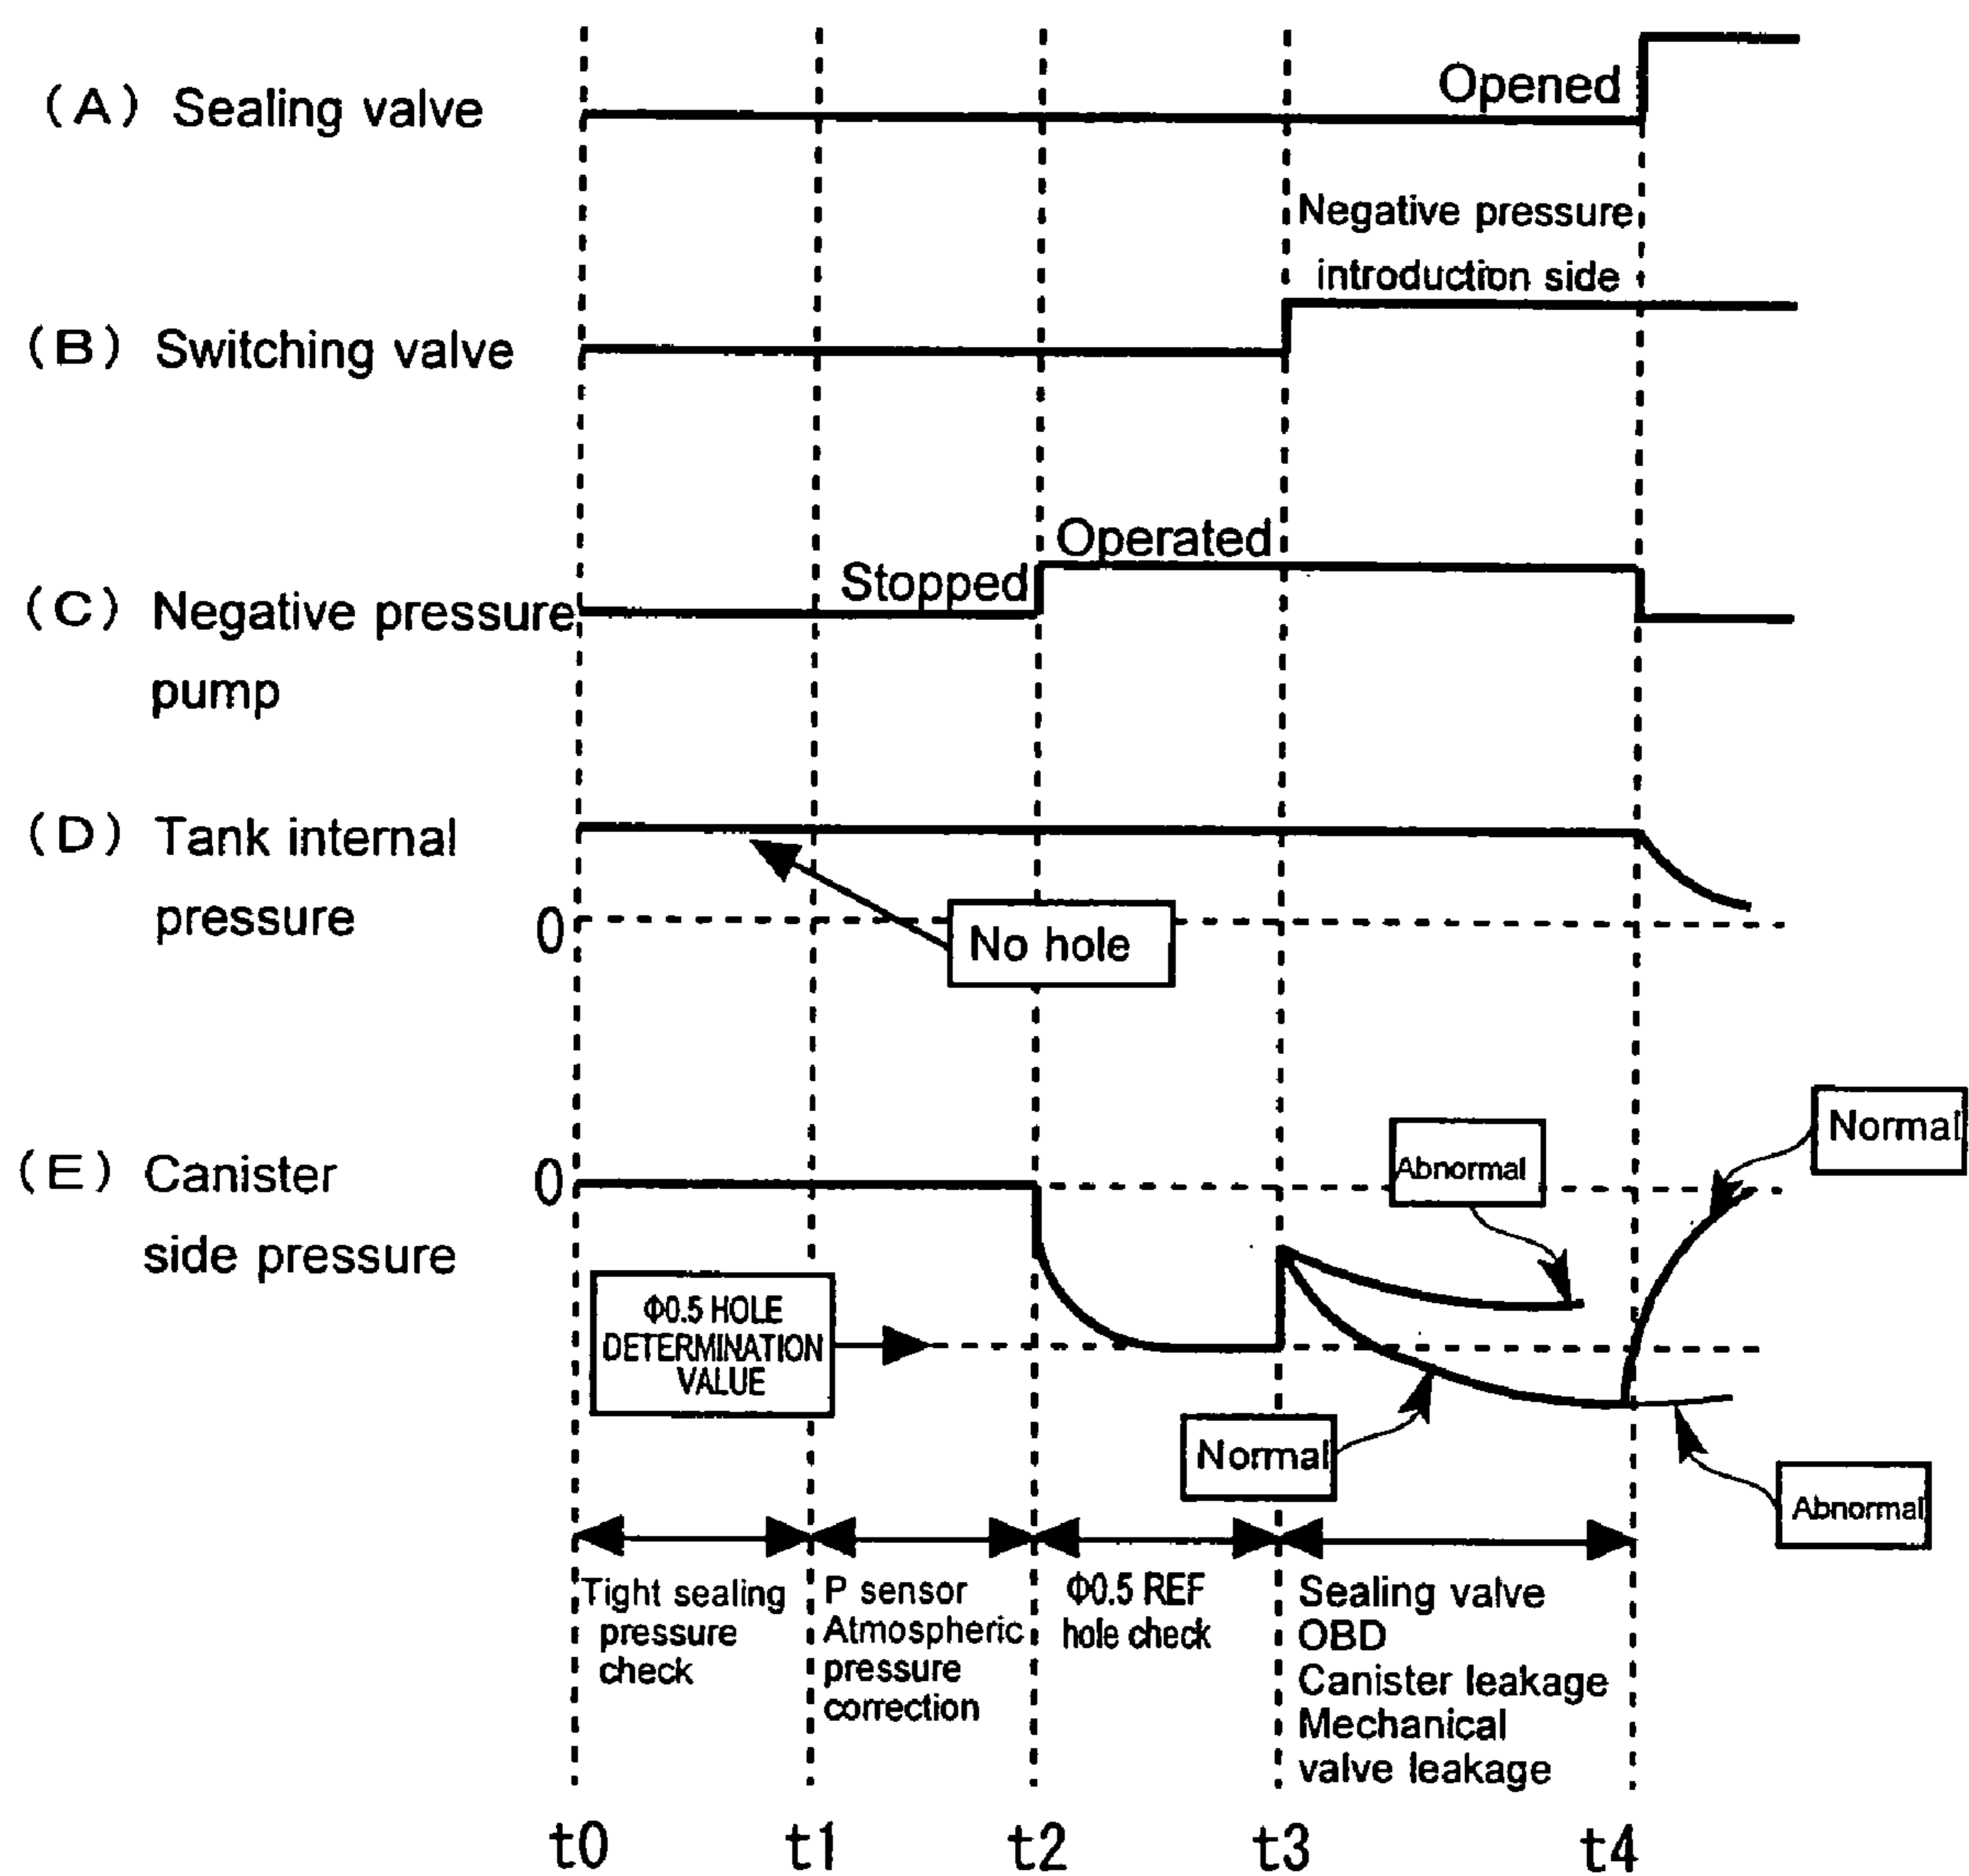 (A) Sealing valve
Opened
Negative pressure
introduction side
(B) Switching valve
Operated
Stopped
(C) Negative pressure
pump
(D) Tank internal
pressure
0
No hole
(E) Canister
side pressure
0
Abnormal
Normal
Φ0.5 HOLE
DETERMINATION
VALUE
Normal
Abnormal
Tight sealing
pressure
check
P sensor
Atmospheric
pressure
correction
Φ0.5 REF
hole check
Sealing valve
OBD
Canister leakage
Mechanical
valve leakage
t0 t1 t2 t3 t4